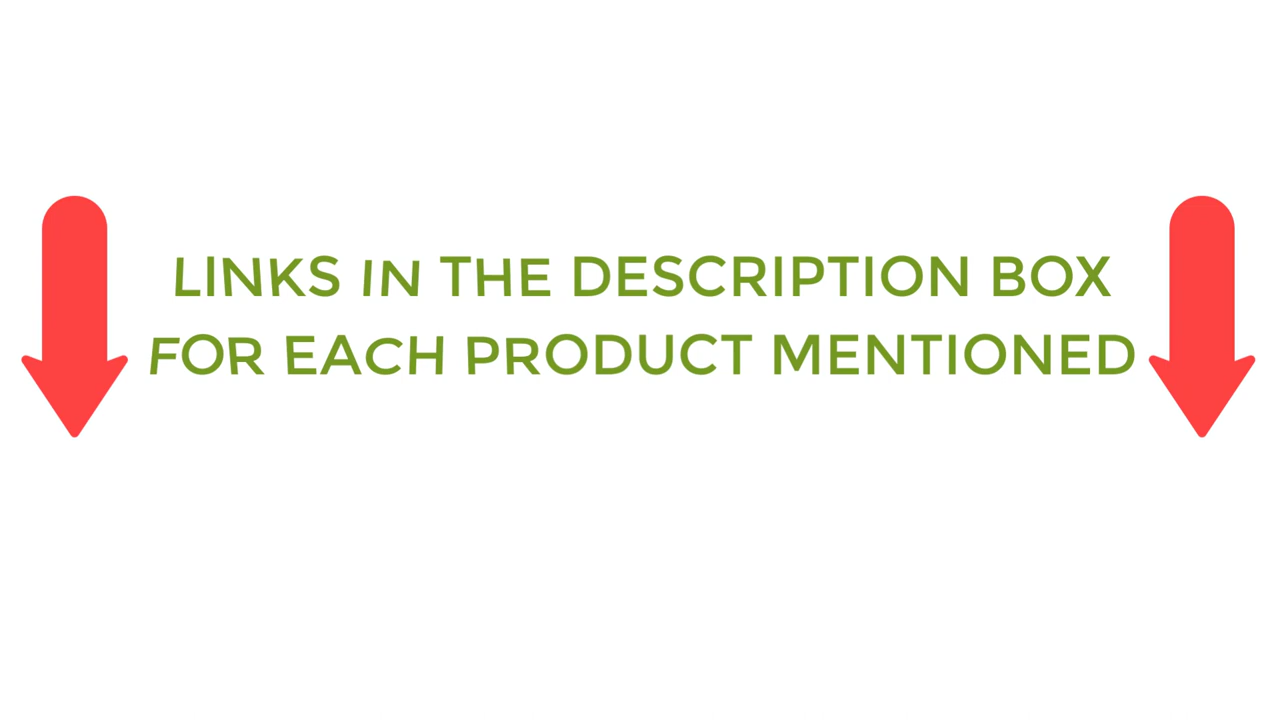 LINKS IN THE DESCRIPTION BOX
FOR EACH PRODUCT MENTIONED